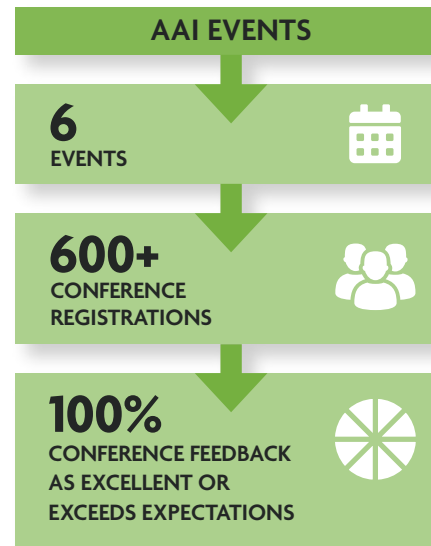 AAI EVENTS
6
EVENTS
600+
CONFERENCE
REGISTRATIONS
100%
CONFERENCE FEEDBACK
AS EXCELLENT OR
EXCEEDS EXPECTATIONS